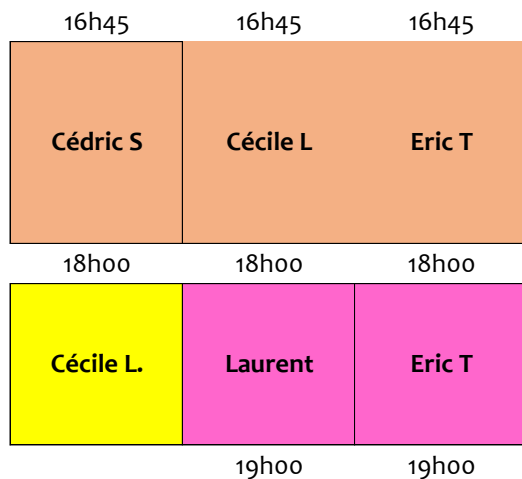 16h45 16h45 16h45
Cédric S Cécile L Eric T
18h00 18h00 18h00
Cécile L. Laurent Eric T
19h00 19h00